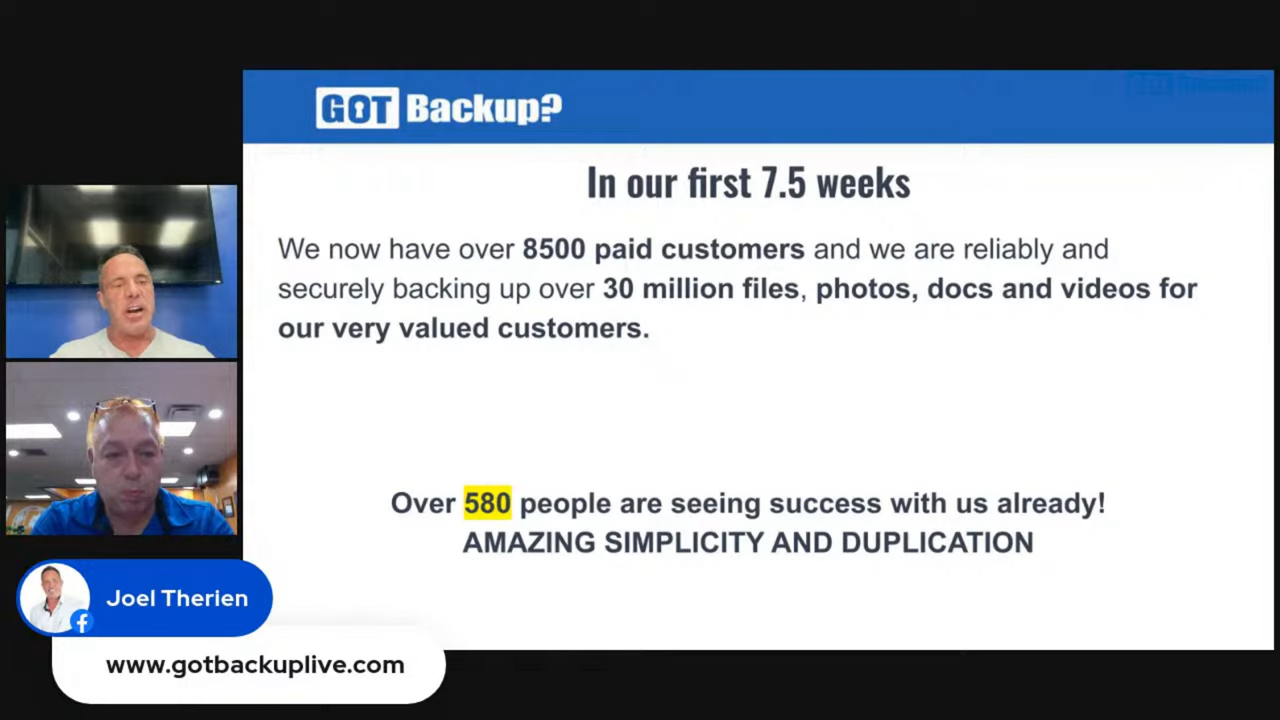 GOT Backup?
In our first 7.5 weeks
We now have over 8500 paid customers and we are reliably and
securely backing up over 30 million files, photos, docs and videos for
our very valued customers.
Over 580 people are seeing success with us already!
AMAZING SIMPLICITY AND DUPLICATION
Joel Therien
www.gotbackuplive.com